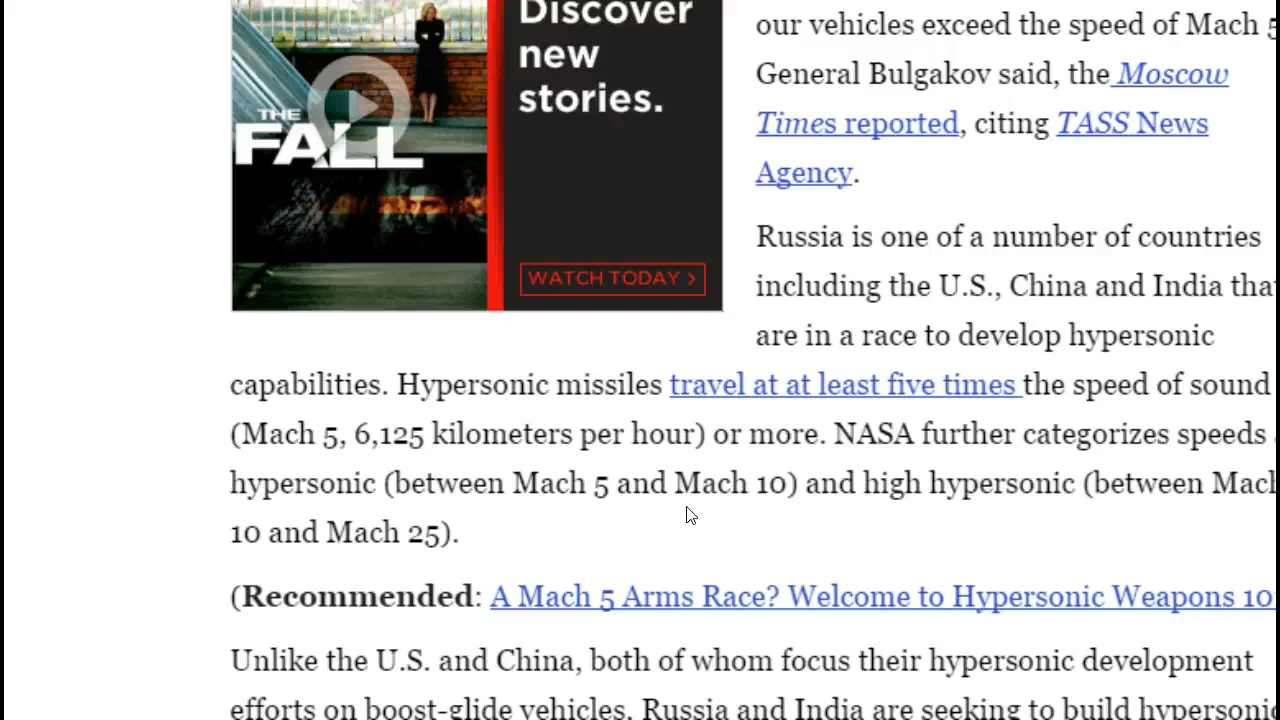 Discover
new
stories.
THE
FALL
WATCH TODAY >
our vehicles exceed the speed of Mach 5
General Bulgakov said, the Moscow
Times reported, citing TASS News
Agency.
Russia is one of a number of countries
including the U.S., China and India tha
are in a race to develop hypersonic
capabilities. Hypersonic missiles travel at at least five times the speed of sound
(Mach 5, 6,125 kilometers per hour) or more. NASA further categorizes speeds
hypersonic (between Mach 5 and Mach 10) and high hypersonic (between Mach
10 and Mach 25).
(Recommended: A Mach 5 Arms Race? Welcome to Hypersonic Weapons 10
Unlike the U.S. and China, both of whom focus their hypersonic development
efforts on boost-glide vehicles, Russia and India are seeking to build hypersonic